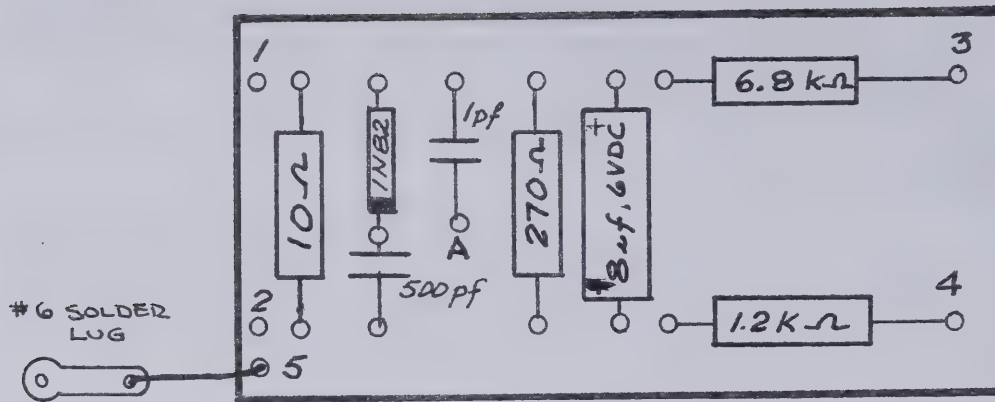 1
3
6.8 KΩ
10Ω
1N82
1pf
270Ω
+
8uf, 6VDC
A
500pf
2
4
1.2K Ω
#6 SOLDER
LUG
5